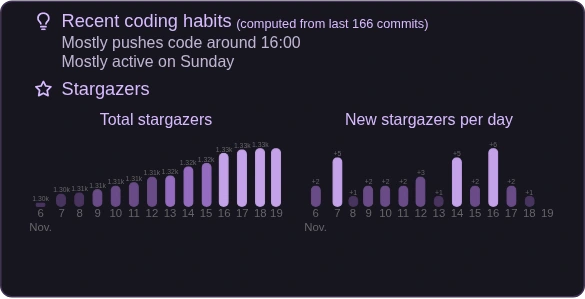 Recent coding habits (computed from last 166 commits)
Mostly pushes code around 16:00
Mostly active on Sunday
Stargazers
Total stargazers
1.30k 1.30k 1.31k 1.31k 1.31k 1.31k 1.31k 1.32k 1.32k 1.32k 1.33k 1.33k 1.33k
6 7 8 9 10 11 12 13 14 15 16 17 18 19
Nov.
New stargazers per day
+2 +5 +1 +2 +2 +2 +3 +1 +5 +2 +6 +2 +1
6 7 8 9 10 11 12 13 14 15 16 17 18 19
Nov.